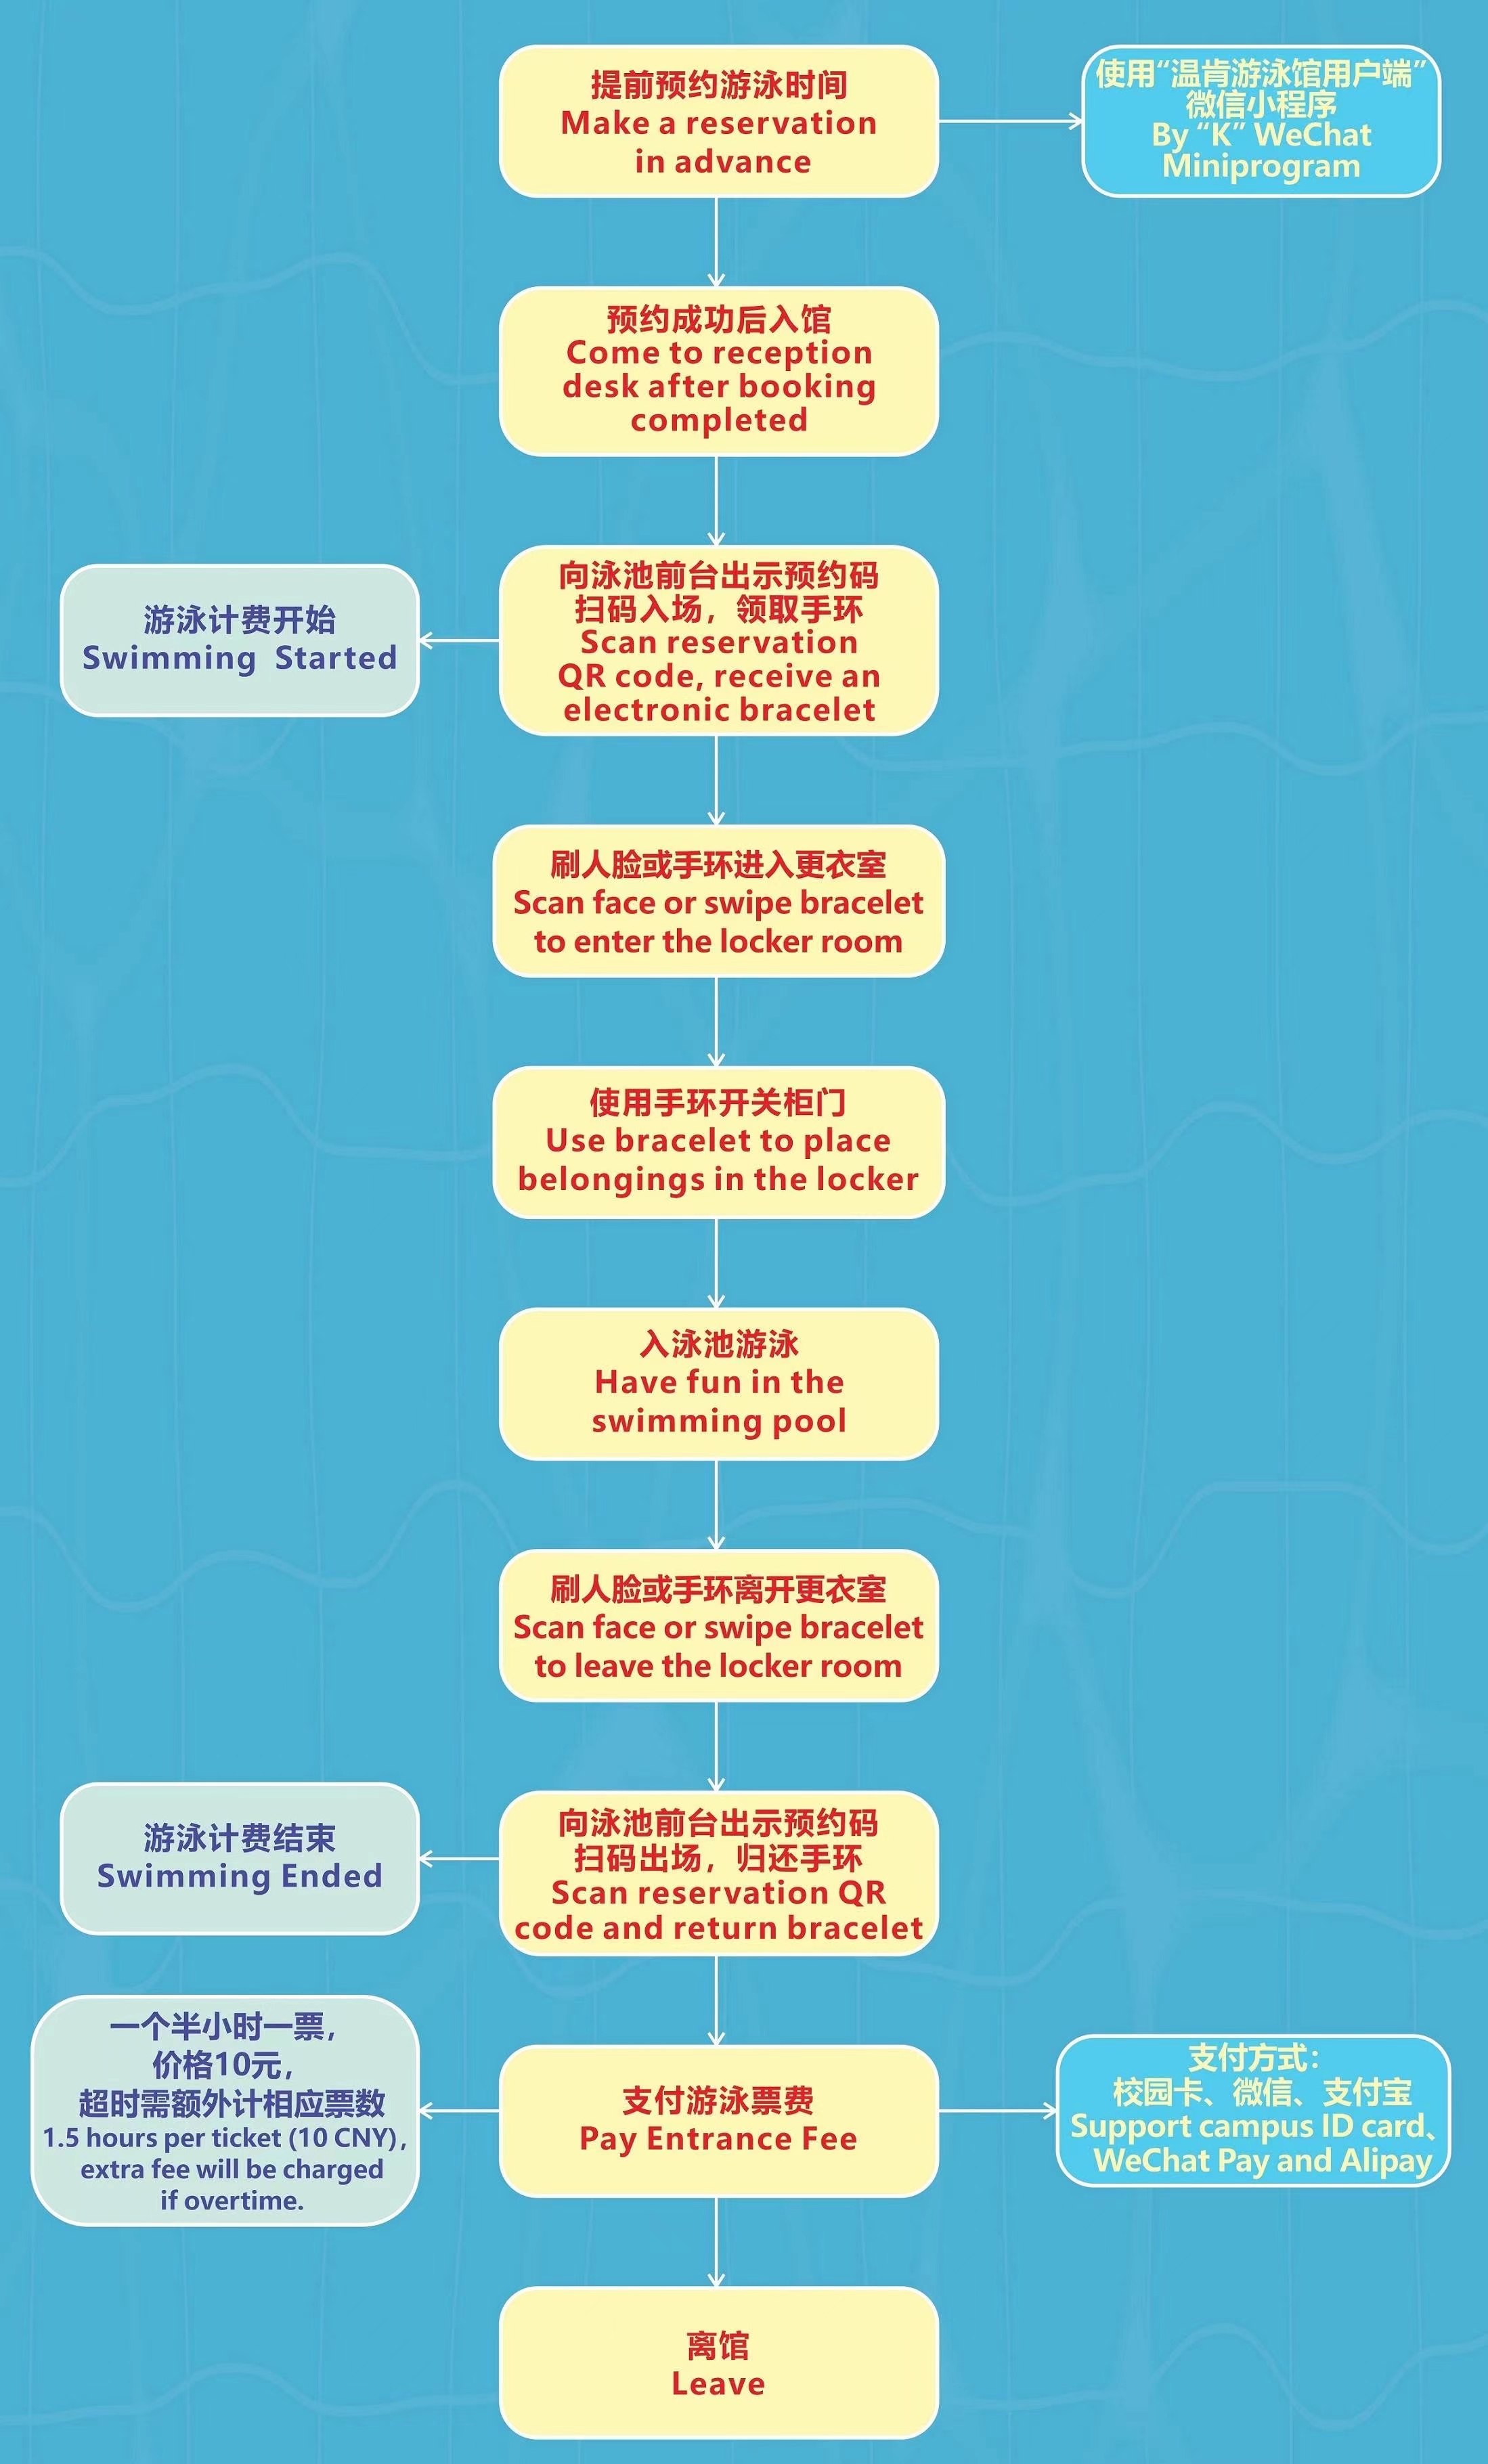 提前预约游泳时间
Make a reservation
in advance
使用“温肯游泳馆用户端”
微信小程序
By “K” WeChat
Miniprogram
预约成功后入馆
Come to reception
desk after booking
completed
向泳池前台出示预约码
扫码入场，领取手环
Scan reservation
QR code, receive an
electronic bracelet
游泳计费开始
Swimming Started
刷人脸或手环进入更衣室
Scan face or swipe bracelet
to enter the locker room
使用手环开关柜门
Use bracelet to place
belongings in the locker
入泳池游泳
Have fun in the
swimming pool
刷人脸或手环离开更衣室
Scan face or swipe bracelet
to leave the locker room
向泳池前台出示预约码
扫码出场，归还手环
Scan reservation QR
code and return bracelet
游泳计费结束
Swimming Ended
支付游泳票费
Pay Entrance Fee
一个半小时一票，
价格10元，
超时需额外计相应票数
1.5 hours per ticket (10 CNY),
extra fee will be charged
if overtime.
支付方式：
校园卡、微信、支付宝
Support campus ID card、
WeChat Pay and Alipay
离馆
Leave